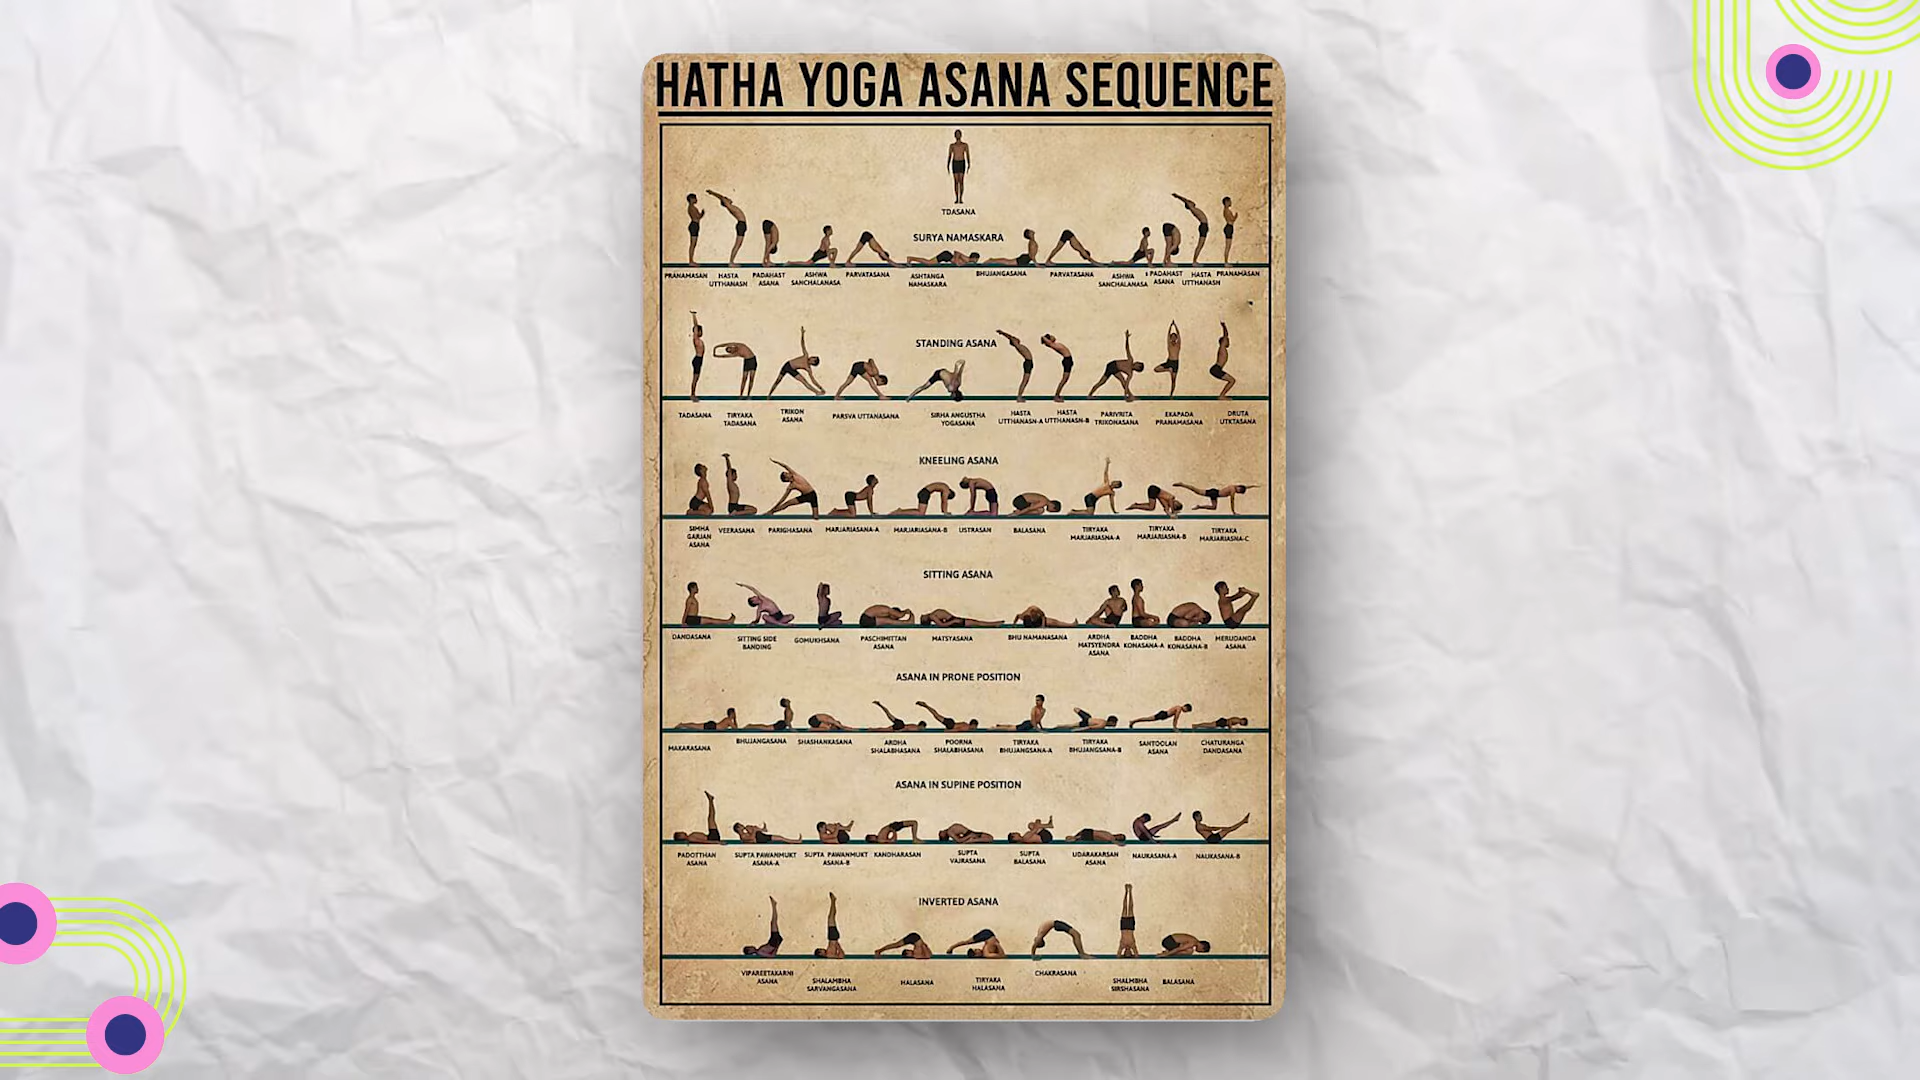 HATHA YOGA ASANA SEQUENCE
TDASANA
SURYA NAMASKARA
PRANAMASAN
HASTA
UTTHANASN
PADAHAST
ASANA
ASHWA
SANCHALANASA
PARVATASANA
ASHTANGA
NAMASKARA
BHUJANGASANA
PARVATASANA
ASHWA
SANCHALANASA
PADAHAST
ASANA
HASTA
UTTHANASN
PRANAMASAN
STANDING ASANA
TADASANA
TIRYAKA
TADASANA
TRIKON
ASANA
PARSVA UTTANASANA
SIRHA ANGUSTHA
YOGASANA
HASTA
UTTHANASN-A
HASTA
UTTHANASN-B
PARIVRITA
TRIKONASANA
EKAPADA
PRANAMASANA
DRUTA
UTKTASANA
KNEELING ASANA
SIMHA
GARJAN
ASANA
VEERASANA
PARIGHASANA
MARJARIASANA-A
MARJARIASANA-B
USTRASAN
BALASANA
TIRYAKA
MARJARIASNA-A
TIRYAKA
MARJARIASN-B
TIRYAKA
MARJARIASNA-C
SITTING ASANA
DANDASANA
SITTING SIDE
BANDING
GOMUKHSANA
PASCHIMITTAN
ASANA
MATSYASANA
BHU NAMANASANA
ARDHA
MATSYENDRA
ASANA
BADDHA
KONASANA-A
BADDHA
KONASANA-B
MERUDANDA
ASANA
ASANA IN PRONE POSITION
MAKARASANA
BHUJANGASANA
SHASHANKASANA
ARDHA
SHALABHASANA
POORNA
SHALABHASANA
TIRYAKA
BHUJANGSANA-A
TIRYAKA
BHUJANGSANA-B
SANTOOLAN
ASANA
CHATURANGA
DANDASANA
ASANA IN SUPINE POSITION
PADOTTHAN
ASANA
SUPTA PAWANMUKT
ASANA-A
SUPTA PAWANMUKT
ASANA-B
KANDHARASAN
SUPTA
VAJRASANA
SUPTA
BALASANA
UDARAKARSAN
ASANA
NAUKASANA-A
NAUKASANA-B
INVERTED ASANA
VIPAREETAKARNI
ASANA
SHALAMBHA
SARVANGASANA
HALASANA
TIRYAKA
HALASANA
CHAKRASANA
SHALMBHA
SIRSHASANA
BALASANA